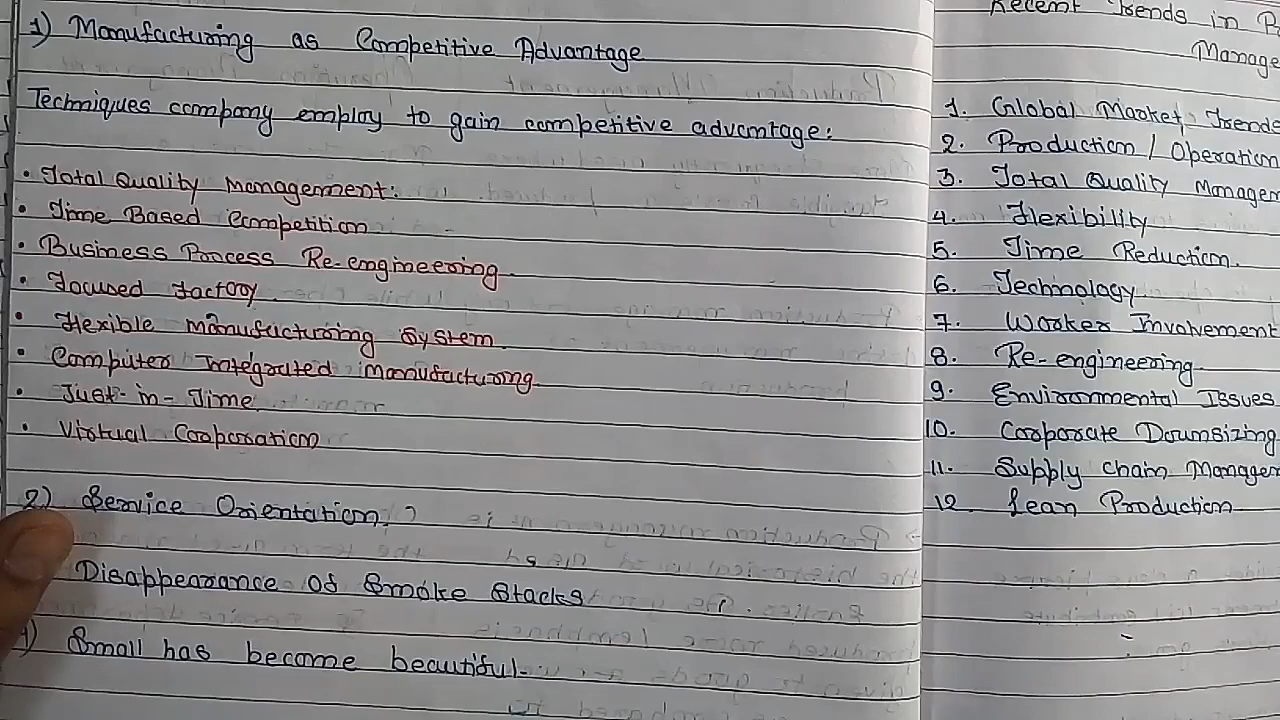 1) Manufacturing as Competitive Advantage
Techniques company employ to gain competitive advantage:
• Total Quality Management:
• Time Based Competition
• Business Process Re-engineering
• Focused Factory
• Flexible Manufacturing System
• Computer Integrated Manufacturing
• Just-in-Time
• Virtual Corporation
2) Service Orientation
Disappearance of Smoke Stacks
4) Small has become beautiful
Recent Trends in
Manage
1. Global Market Trends
2. Production / Operation
3. Total Quality Manage
4. Flexibility
5. Time Reduction.
6. Technology
7. Worker Involvement
8. Re-engineering
9. Environmental Issues
10. Corporate Downsizing
11. Supply Chain Manage
12. Lean Production